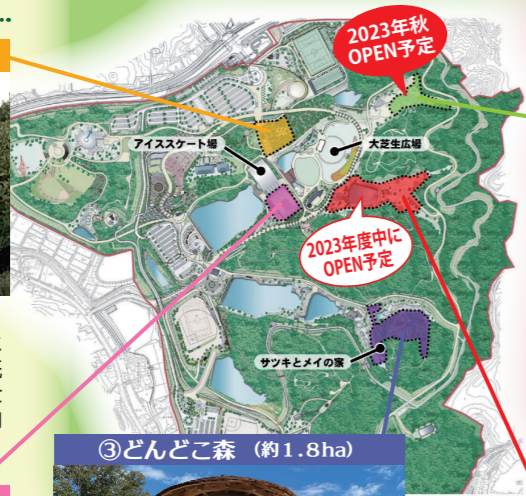 2023年秋
OPEN予定
アイススケート場
大芝生広場
2023年度中に
OPEN予定
サツキとメイの家
③どんどこ森 (約1.8ha)